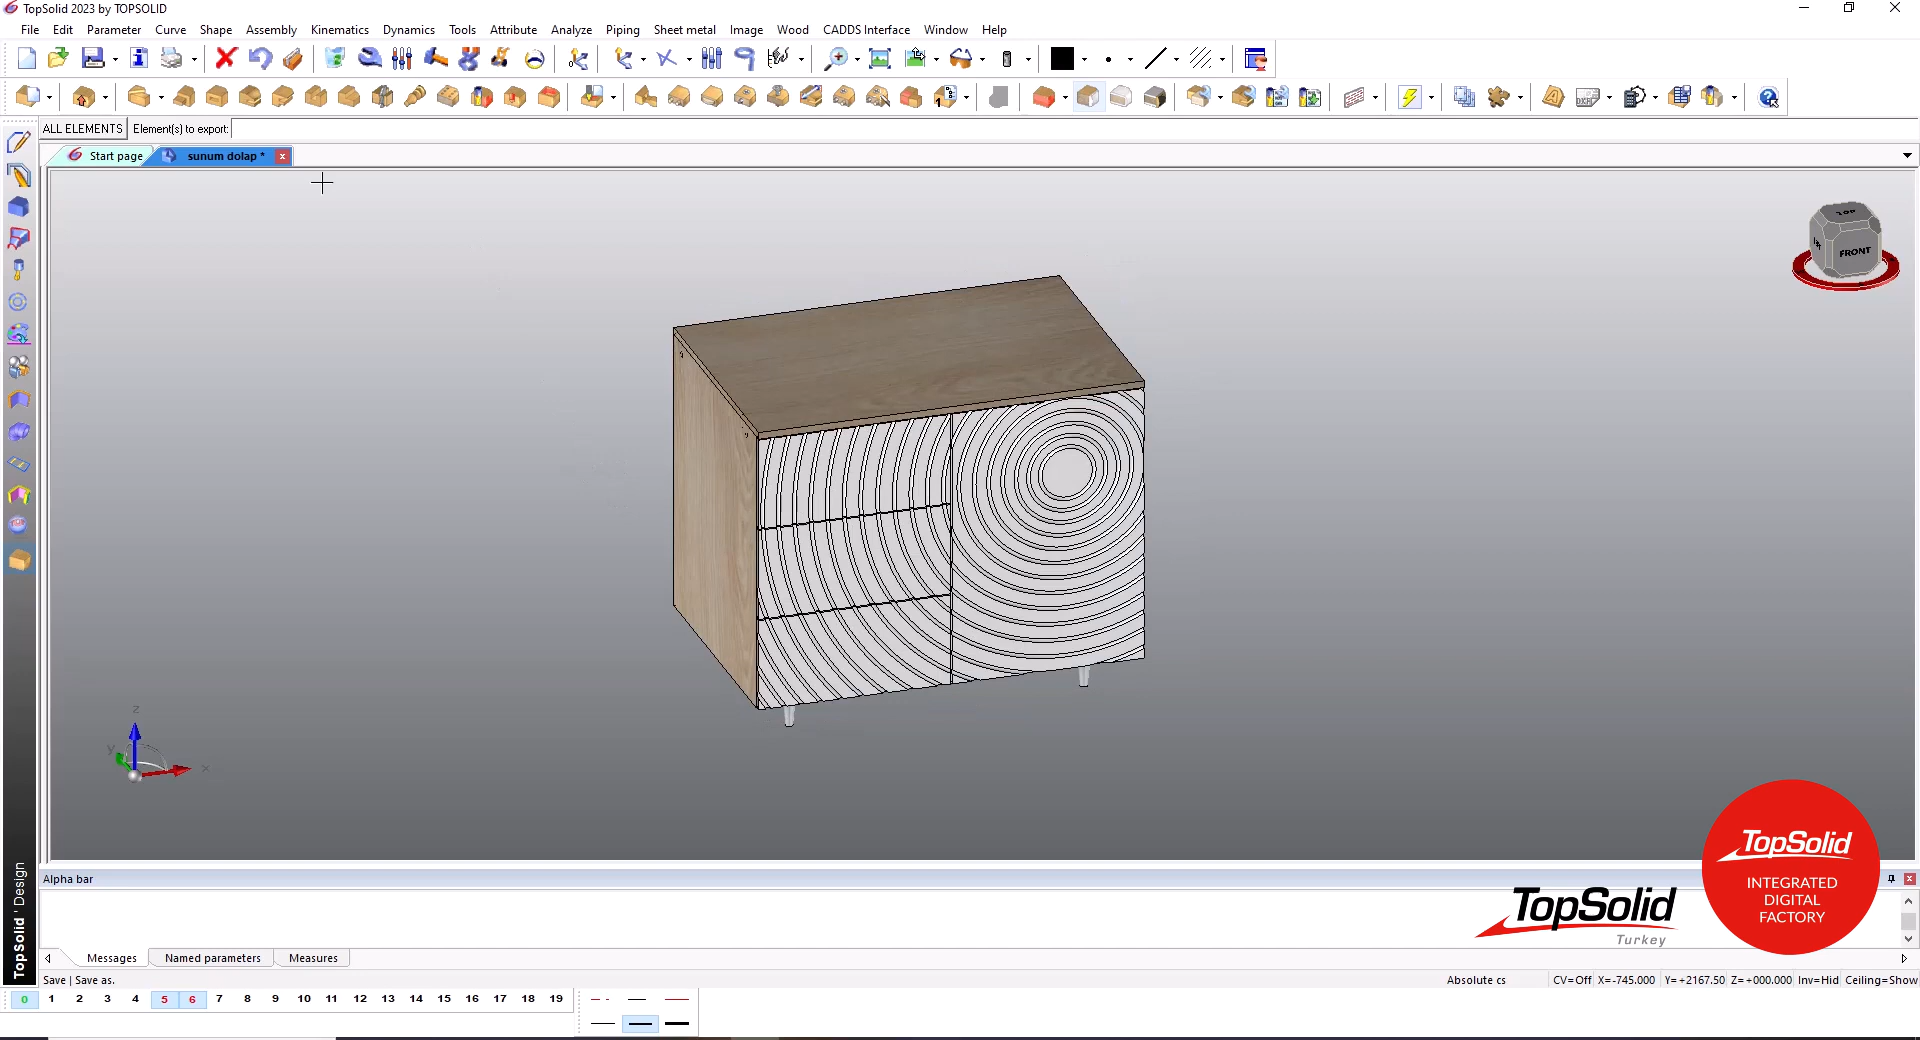 TopSolid 2023 by TOPSOLID
File Edit Parameter Curve Shape Assembly Kinematics Dynamics Tools Attribute Analyze Piping Sheet metal Image Wood CADDS Interface Window Help
ALL ELEMENTS Element(s) to export:
Start page sunum dolap * x
TOP
FRONT
z
y
x
TopSolid ' Design
Alpha bar
TopSolid
Turkey
TopSolid
INTEGRATED
DIGITAL
FACTORY
Messages Named parameters Measures
Save | Save as. Absolute cs CV=Off X=-745.000 Y=+2167.50 Z=+000.000 Inv=Hid Ceiling=Show
0 1 2 3 4 5 6 7 8 9 10 11 12 13 14 15 16 17 18 19